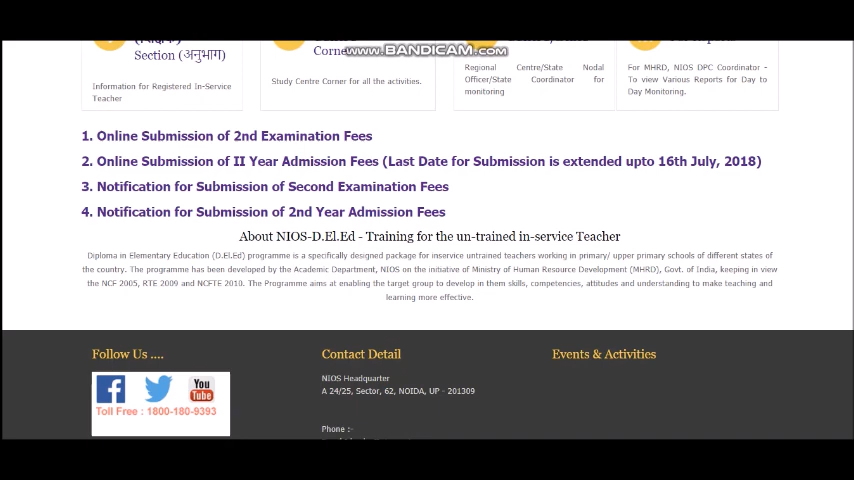 Section (अनुभाग)
Information for Registered In-Service
Teacher
Corner
Study Centre Corner for all the activities.
www.BANDICAM.com
Regional Centre/State Nodal
Officer/State Coordinator for
monitoring
For MHRD, NIOS DPC Coordinator -
To view Various Reports for Day to
Day Monitoring.
1. Online Submission of 2nd Examination Fees
2. Online Submission of II Year Admission Fees (Last Date for Submission is extended upto 16th July, 2018)
3. Notification for Submission of Second Examination Fees
4. Notification for Submission of 2nd Year Admission Fees
About NIOS-D.El.Ed - Training for the un-trained in-service Teacher
Diploma in Elementary Education (D.El.Ed) programme is a specifically designed package for inservice untrained teachers working in primary/ upper primary schools of different states of
the country. The programme has been developed by the Academic Department, NIOS on the initiative of Ministry of Human Resource Development (MHRD), Govt. of India, keeping in view
the NCF 2005, RTE 2009 and NCFTE 2010. The Programme aims at enabling the target group to develop in them skills, competencies, attitudes and understanding to make teaching and
learning more effective.
Follow Us ....
You
Tube
Toll Free : 1800-180-9393
Contact Detail
NIOS Headquarter
A 24/25, Sector, 62, NOIDA, UP - 201309
Phone :-
Events & Activities